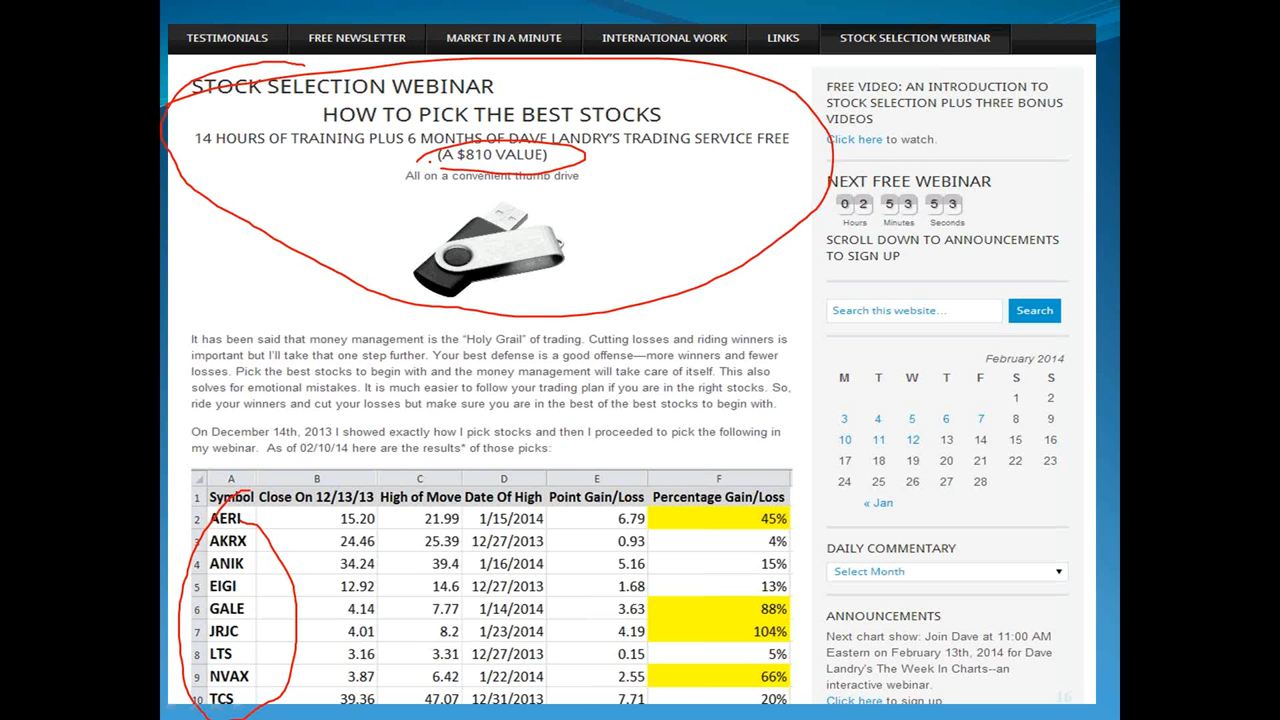 TESTIMONIALS FREE NEWSLETTER MARKET IN A MINUTE INTERNATIONAL WORK LINKS STOCK SELECTION WEBINAR
STOCK SELECTION WEBINAR
HOW TO PICK THE BEST STOCKS
14 HOURS OF TRAINING PLUS 6 MONTHS OF DAVE LANDRY'S TRADING SERVICE FREE
(A $810 VALUE)
All on a convenient thumb drive
It has been said that money management is the “Holy Grail” of trading. Cutting losses and riding winners is
important but I'll take that one step further. Your best defense is a good offense—more winners and fewer
losses. Pick the best stocks to begin with and the money management will take care of itself. This also
solves for emotional mistakes. It is much easier to follow your trading plan if you are in the right stocks. So,
ride your winners and cut your losses but make sure you are in the best of the best stocks to begin with.
On December 14th, 2013 I showed exactly how I pick stocks and then I proceeded to pick the following in
my webinar. As of 02/10/14 here are the results* of those picks:
A B C D E F
1 Symbol Close On 12/13/13 High of Move Date Of High Point Gain/Loss Percentage Gain/Loss
2 AERI 15.20 21.99 1/15/2014 6.79 45%
3 AKRX 24.46 25.39 12/27/2013 0.93 4%
4 ANIK 34.24 39.4 1/16/2014 5.16 15%
5 EIGI 12.92 14.6 12/27/2013 1.68 13%
6 GALE 4.14 7.77 1/14/2014 3.63 88%
7 JRJC 4.01 8.2 1/23/2014 4.19 104%
8 LTS 3.16 3.31 12/27/2013 0.15 5%
9 NVAX 3.87 6.42 1/22/2014 2.55 66%
10 TCS 39.36 47.07 12/31/2013 7.71 20%
FREE VIDEO: AN INTRODUCTION TO
STOCK SELECTION PLUS THREE BONUS
VIDEOS
Click here to watch.
NEXT FREE WEBINAR
02 53 53
Hours Minutes Seconds
SCROLL DOWN TO ANNOUNCEMENTS
TO SIGN UP
Search this website… Search
February 2014
M T W T F S S
1 2
3 4 5 6 7 8 9
10 11 12 13 14 15 16
17 18 19 20 21 22 23
24 25 26 27 28
« Jan
DAILY COMMENTARY
Select Month
ANNOUNCEMENTS
Next chart show: Join Dave at 11:00 AM
Eastern on February 13th, 2014 for Dave
Landry's The Week In Charts--an
interactive webinar.
Click here to sign up
16